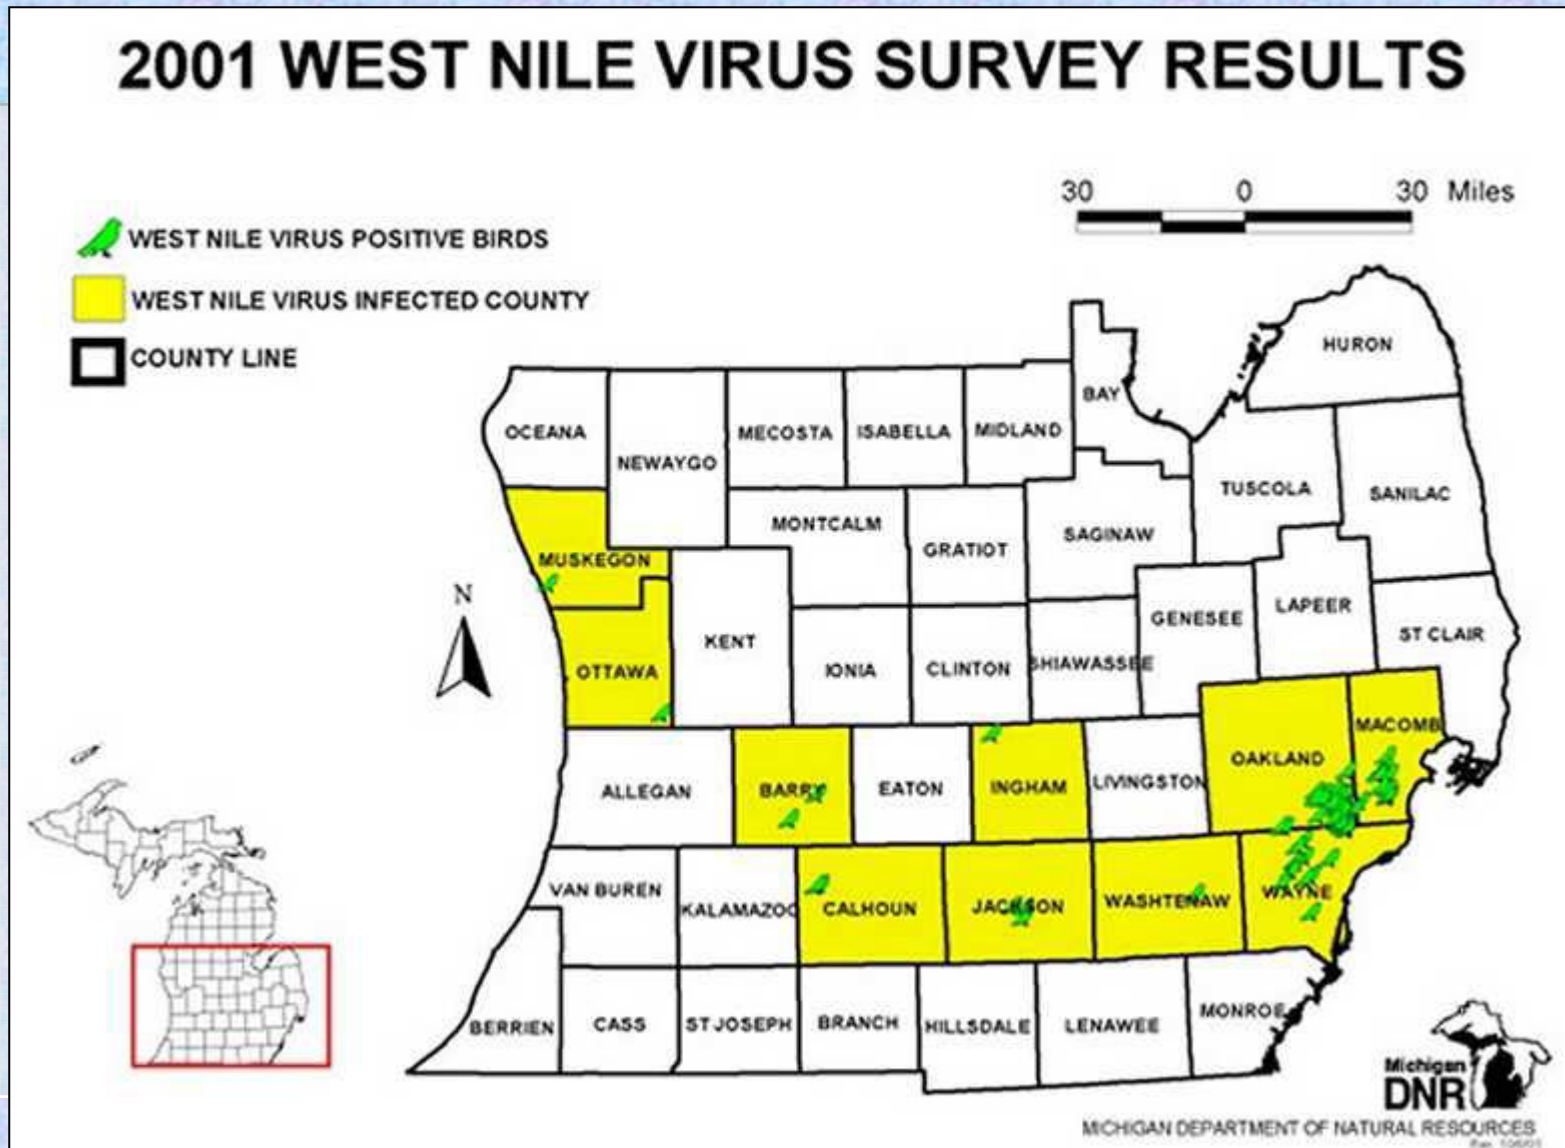 2001 WEST NILE VIRUS SURVEY RESULTS
30 0 30 Miles
WEST NILE VIRUS POSITIVE BIRDS
WEST NILE VIRUS INFECTED COUNTY
COUNTY LINE
HURON
BAY
OCEANA
MECOSTA
ISABELLA
MIDLAND
NEWAYGO
TUSCOLA
SANILAC
MONTCALM
SAGINAW
GRATIOT
MUSKEGON
N
GENESEE
LAPEER
ST CLAIR
KENT
OTTAWA
IONIA
CLINTON
SHIAWASSEE
MACOMB
OAKLAND
ALLEGAN
BARRY
EATON
INGHAM
LIVINGSTON
VAN BUREN
KALAMAZOO
CALHOUN
JACKSON
WASHTENAW
WAYNE
BERRIEN
CASS
ST JOSEPH
BRANCH
HILLSDALE
LENAWEE
MONROE
Michigan
DNR
MICHIGAN DEPARTMENT OF NATURAL RESOURCES